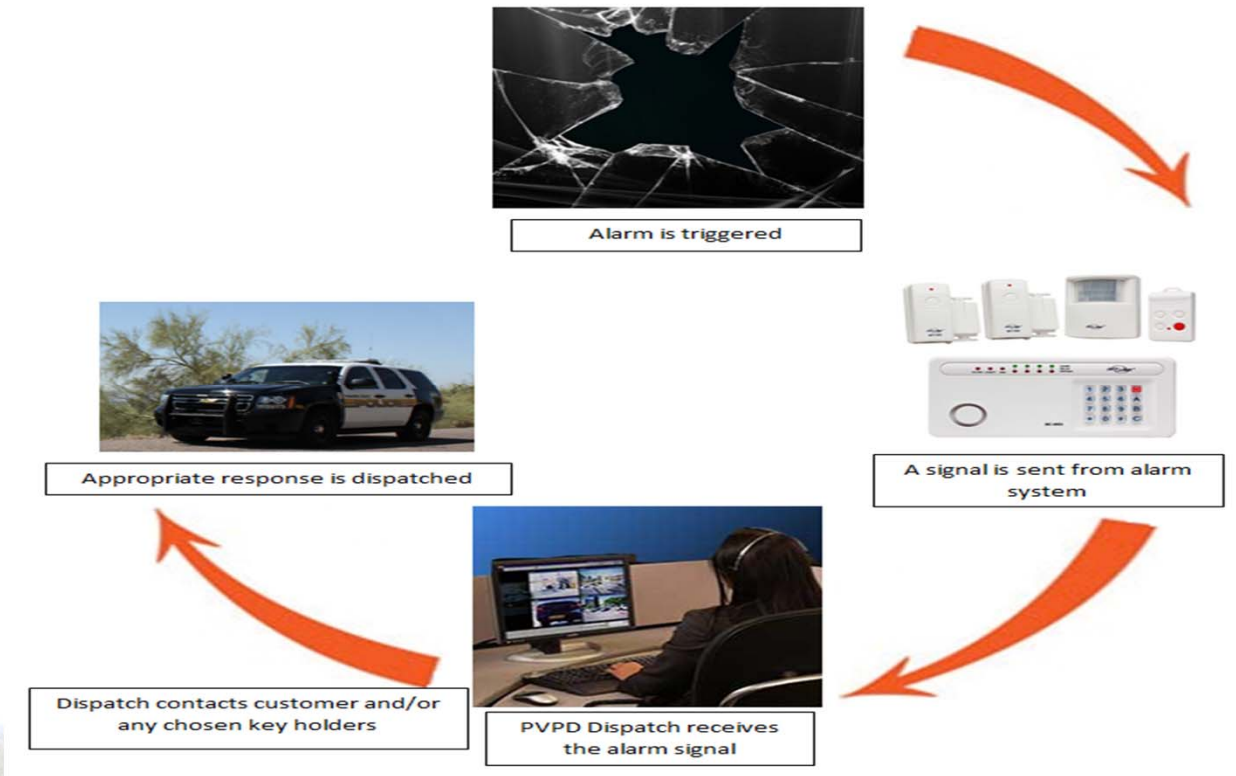 Alarm is triggered
A signal is sent from alarm
system
PVPD Dispatch receives
the alarm signal
Dispatch contacts customer and/or
any chosen key holders
Appropriate response is dispatched
POLICE